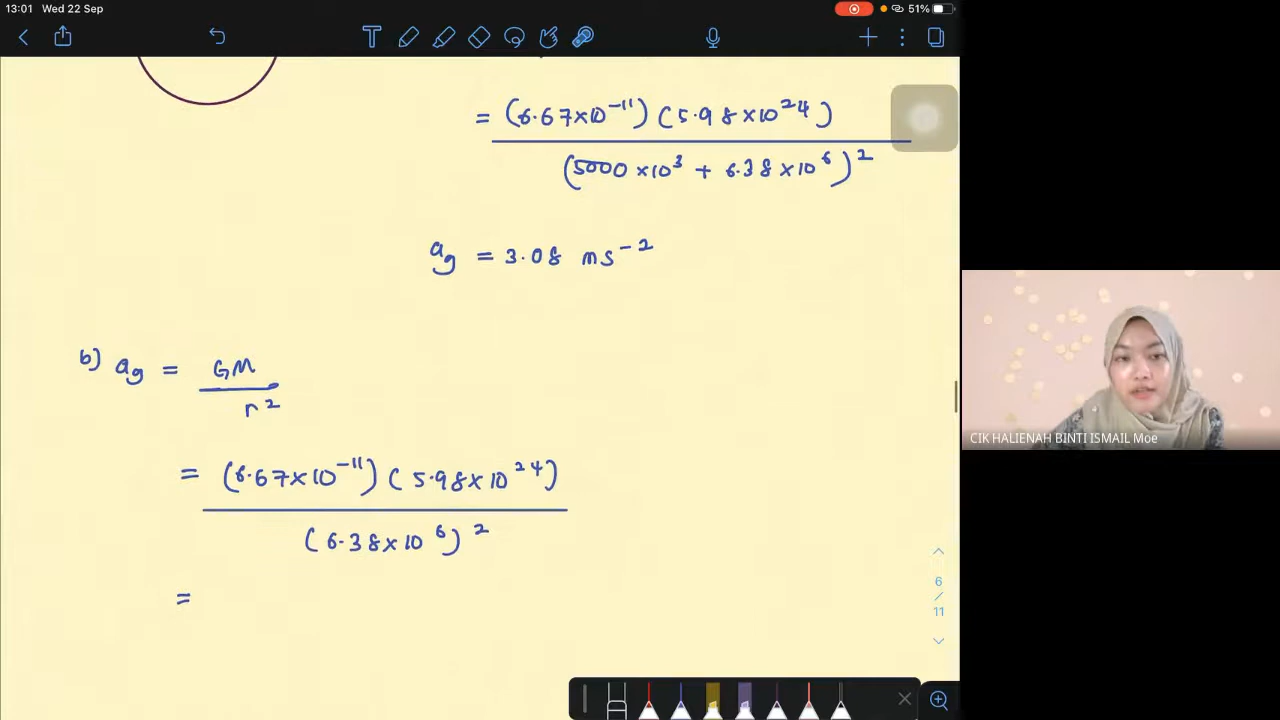 13:01 Wed 22 Sep
51%
= (6.67×10⁻¹¹) (5.98×10²⁴)
(5000 ×10³ + 6.38 ×10⁶)²
a_g = 3.08 ms⁻²
b) a_g = GM
r²
= (6.67×10⁻¹¹) (5.98×10²⁴)
(6.38×10⁶)²
=
CIK HALIENAH BINTI ISMAIL Moe
6
/
11